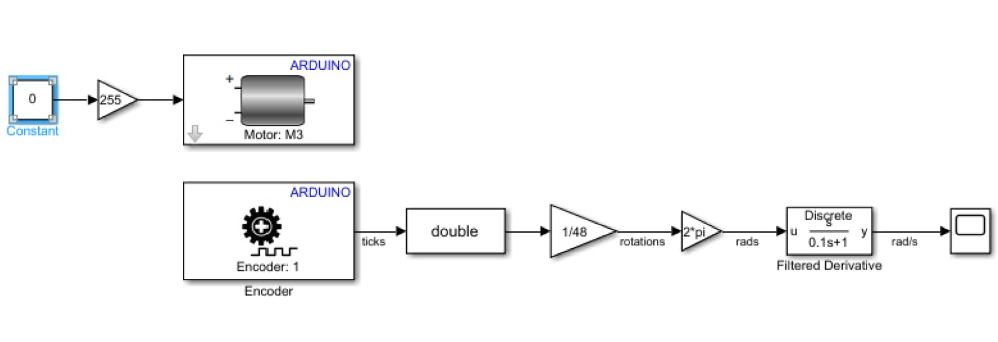 ARDUINO
+
0
255
−
Constant
Motor: M3
ARDUINO
Encoder: 1
Encoder
ticks
double
1/48
rotations
2*pi
rads
Discrete
u
s
0.1s+1
y
Filtered Derivative
rad/s